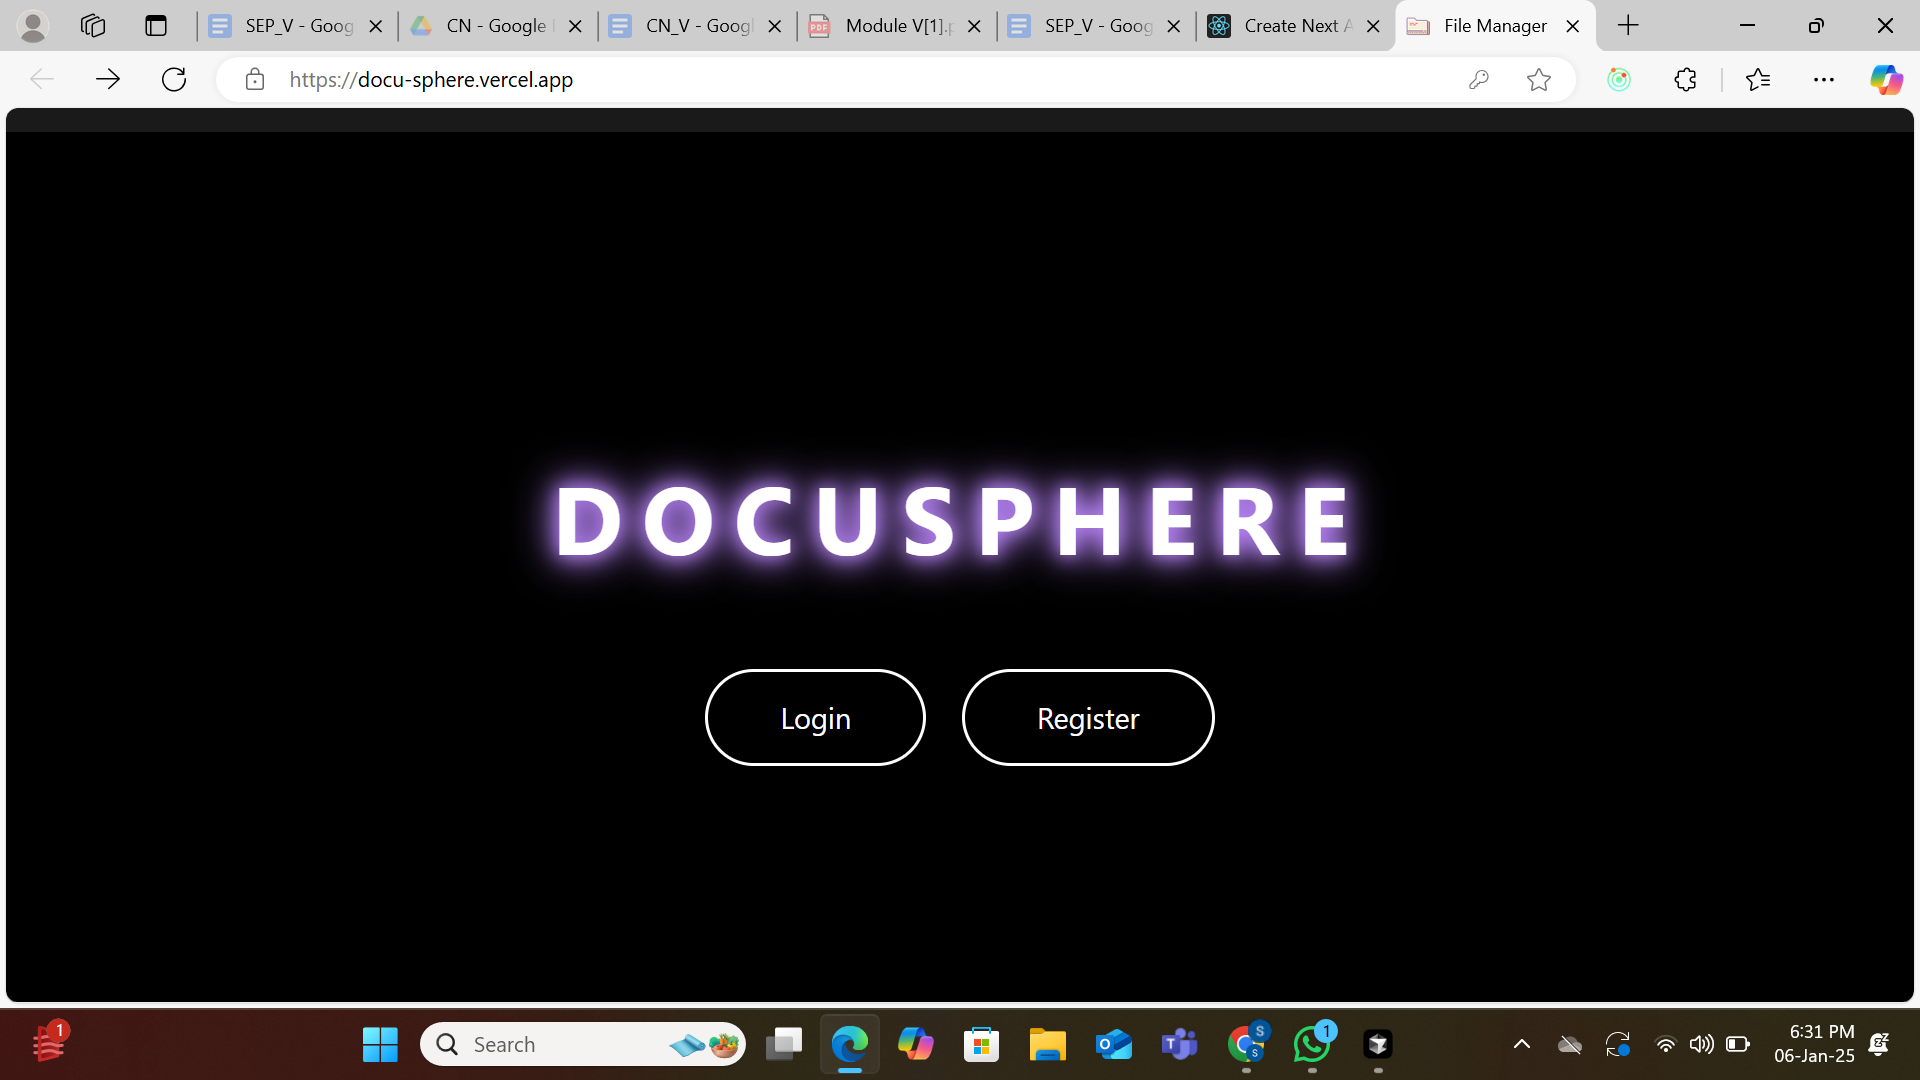 SEP_V - Goog
CN - Google
CN_V - Googl
Module V[1].p
SEP_V - Goog
Create Next A
File Manager
https://docu-sphere.vercel.app
DOCUSPHERE
Login
Register
1
Search
PDF
S
S
1
6:31 PM
06-Jan-25